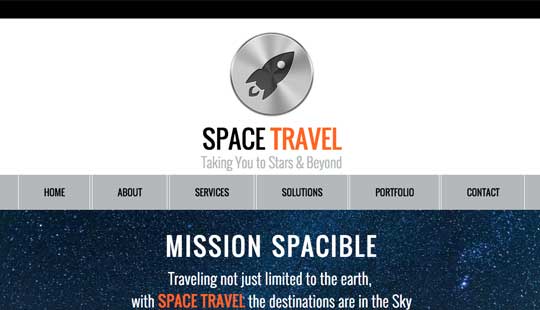 SPACE TRAVEL
Taking You to Stars & Beyond
HOME ABOUT SERVICES SOLUTIONS PORTFOLIO CONTACT
MISSION SPACIBLE
Traveling not just limited to the earth,
with SPACE TRAVEL the destinations are in the Sky